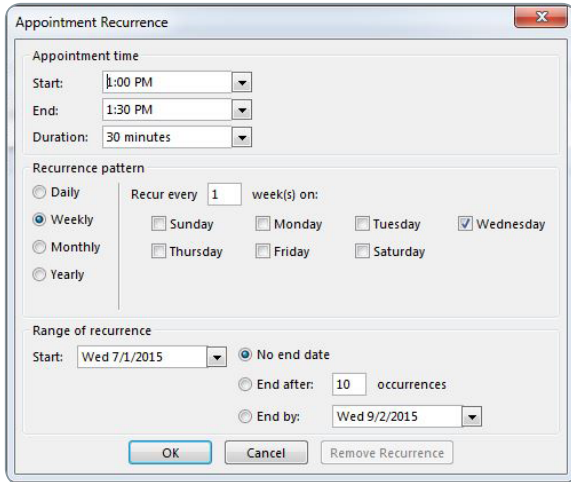 Appointment Recurrence
Appointment time
Start: 1:00 PM
End: 1:30 PM
Duration: 30 minutes
Recurrence pattern
Daily Recur every 1 week(s) on:
Weekly Sunday Monday Tuesday Wednesday
Monthly Thursday Friday Saturday
Yearly
Range of recurrence
Start: Wed 7/1/2015 No end date
End after: 10 occurrences
End by: Wed 9/2/2015
OK Cancel Remove Recurrence